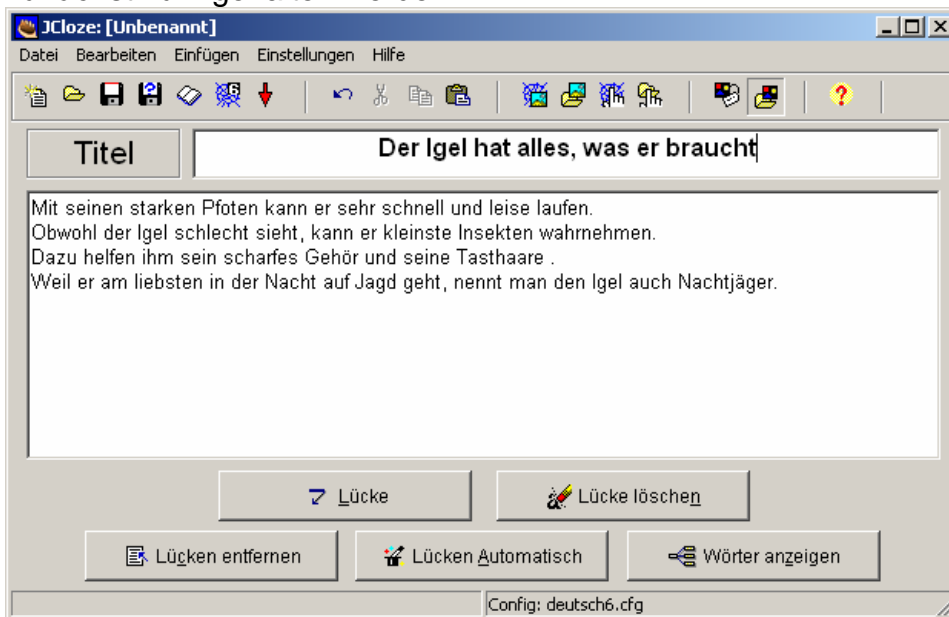 JCloze: [Unbenannt]
Datei Bearbeiten Einfügen Einstellungen Hilfe
Titel
Der Igel hat alles, was er braucht
Mit seinen starken Pfoten kann er sehr schnell und leise laufen.
Obwohl der Igel schlecht sieht, kann er kleinste Insekten wahrnehmen.
Dazu helfen ihm sein scharfes Gehör und seine Tasthaare .
Weil er am liebsten in der Nacht auf Jagd geht, nennt man den Igel auch Nachtjäger.
Lücke Lücke löschen
Lücken entfernen Lücken Automatisch Wörter anzeigen
Config: deutsch6.cfg